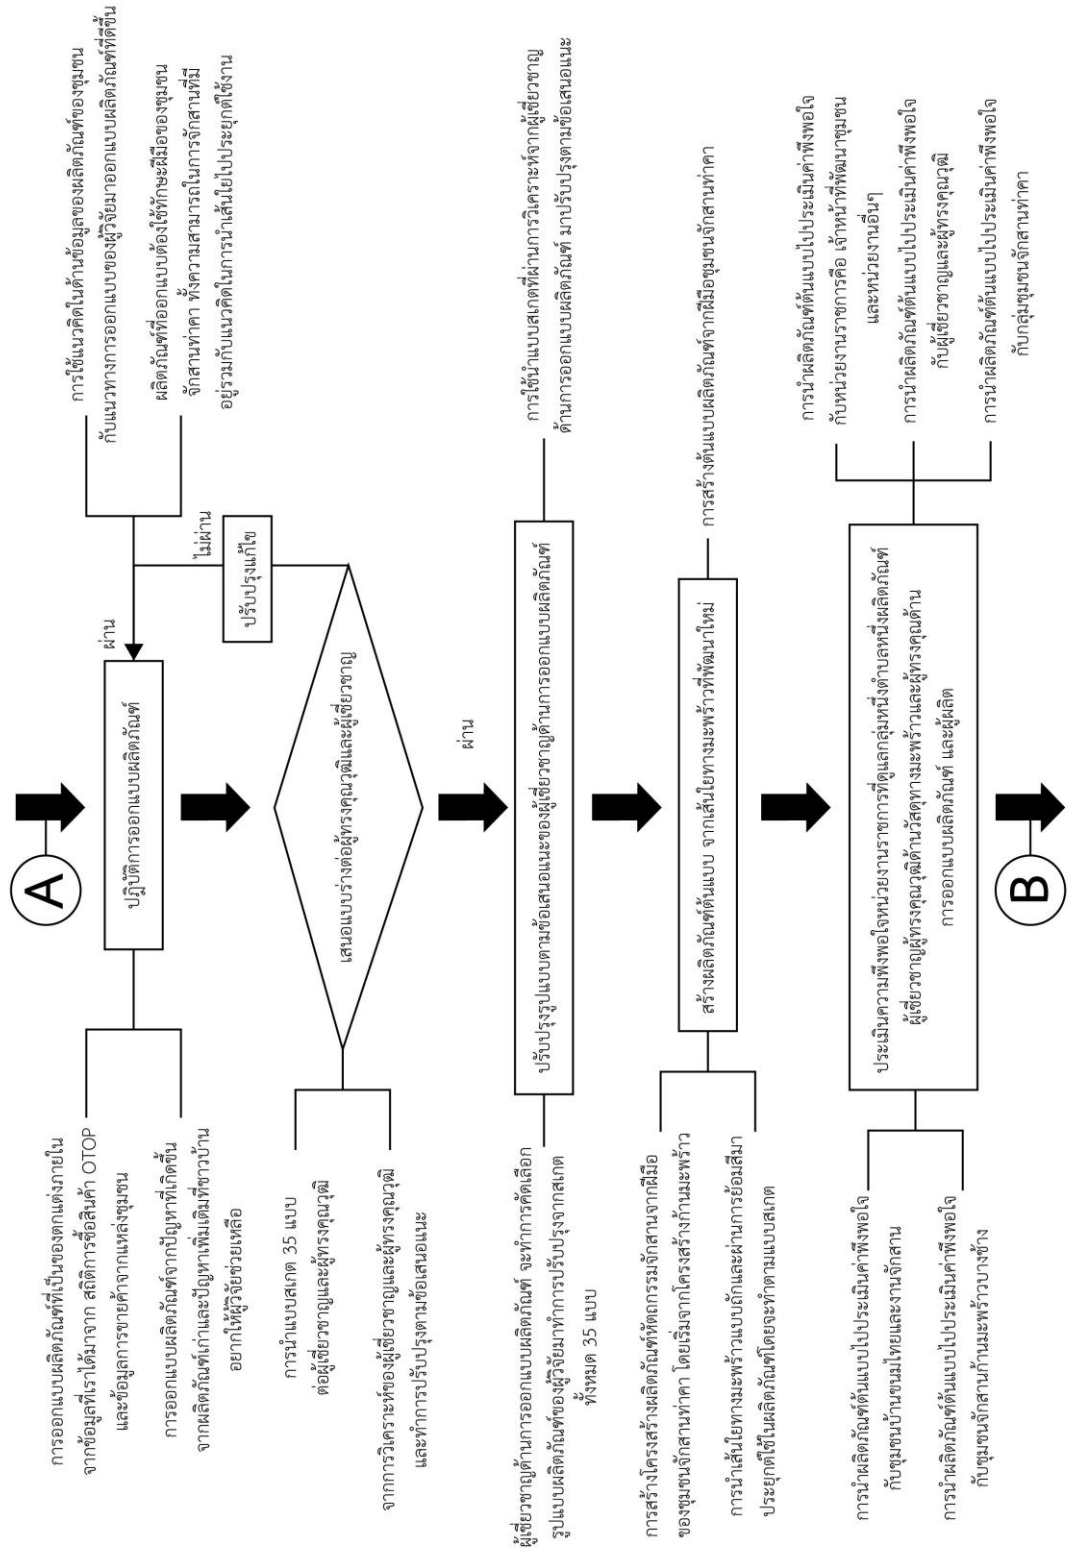 A
การออกแบบผลิตภัณฑ์ที่เป็นของตกแต่งภายใน
จากข้อมูลที่เราได้มาจาก สถิติการซื้อสินค้า OTOP
และข้อมูลการขายค้าจากแหล่งชุมชน
การออกแบบผลิตภัณฑ์จากปัญหาที่เกิดขึ้น
จากผลิตภัณฑ์เก่าและปัญหาเพิ่มเติมที่ชาวบ้าน
อยากให้ผู้วิจัยช่วยเหลือ
ปฏิบัติการออกแบบผลิตภัณฑ์
ผ่าน
การใช้แนวคิดในด้านข้อมูลของผลิตภัณฑ์ของชุมชน
กับแนวทางการออกแบบของผู้วิจัยมาออกแบบผลิตภัณฑ์ที่ดีขึ้น
ผลิตภัณฑ์ที่ออกแบบต้องใช้ทักษะฝีมือของชุมชน
จักสานท่าคา ทั้งความสามารถในการจักสานที่มี
อยู่รวมกับแนวคิดในการนำเส้นใยไปประยุกต์ใช้งาน
ไม่ผ่าน
ปรับปรุงแก้ไข
การนำแบบสเกต 35 แบบ
ต่อผู้เชี่ยวชาญและผู้ทรงคุณวุฒิ
จากการวิเคราะห์ของผู้เชี่ยวชาญและผู้ทรงคุณวุฒิ
และทำการปรับปรุงตามข้อเสนอแนะ
เสนอแบบร่างต่อผู้ทรงคุณวุฒิและผู้เชี่ยวชาญ
ผ่าน
ผู้เชี่ยวชาญด้านการออกแบบผลิตภัณฑ์ จะทำการคัดเลือก
รูปแบบผลิตภัณฑ์ของผู้วิจัยมาทำการปรับปรุงจากสเกต
ทั้งหมด 35 แบบ
ปรับปรุงรูปแบบตามข้อเสนอแนะของผู้เชี่ยวชาญด้านการออกแบบผลิตภัณฑ์
การใช้นำแบบสเกตที่ผ่านการวิเคราะห์จากผู้เชี่ยวชาญ
ด้านการออกแบบผลิตภัณฑ์ มาปรับปรุงตามข้อเสนอแนะ
การสร้างโครงสร้างผลิตภัณฑ์หัตถกรรมจักสานจากฝีมือ
ของชุมชนจักสานท่าคา โดยเริ่มจากโครงสร้างก้านมะพร้าว
การนำเส้นใยทางมะพร้าวแบบถักและผ่านการย้อมสีมา
ประยุกต์ใช้ในผลิตภัณฑ์โดยจะทำตามแบบสเกต
สร้างผลิตภัณฑ์ต้นแบบ จากเส้นใยทางมะพร้าวที่พัฒนาใหม่
การสร้างต้นแบบผลิตภัณฑ์จากฝีมือชุมชนจักสานท่าคา
การนำผลิตภัณฑ์ต้นแบบไปประเมินค่าพึงพอใจ
กับชุมชนบ้านขนมไทยและงานจักสาน
การนำผลิตภัณฑ์ต้นแบบไปประเมินค่าพึงพอใจ
กับชุมชนจักสานก้านมะพร้าวบางช้าง
ประเมินความพึงพอใจหน่วยงานราชการที่ดูแลกลุ่มหนึ่งตำบลหนึ่งผลิตภัณฑ์
ผู้เชี่ยวชาญผู้ทรงคุณวุฒิด้านวัสดุทางมะพร้าวและผู้ทรงคุณด้าน
การออกแบบผลิตภัณฑ์ และผู้ผลิต
การนำผลิตภัณฑ์ต้นแบบไปประเมินค่าพึงพอใจ
กับหน่วยงานราชการคือ เจ้าหน้าที่พัฒนาชุมชน
และหน่วยงานอื่นๆ
การนำผลิตภัณฑ์ต้นแบบไปประเมินค่าพึงพอใจ
กับผู้เชี่ยวชาญและผู้ทรงคุณวุฒิ
การนำผลิตภัณฑ์ต้นแบบไปประเมินค่าพึงพอใจ
กับกลุ่มชุมชนจักสานท่าคา
B